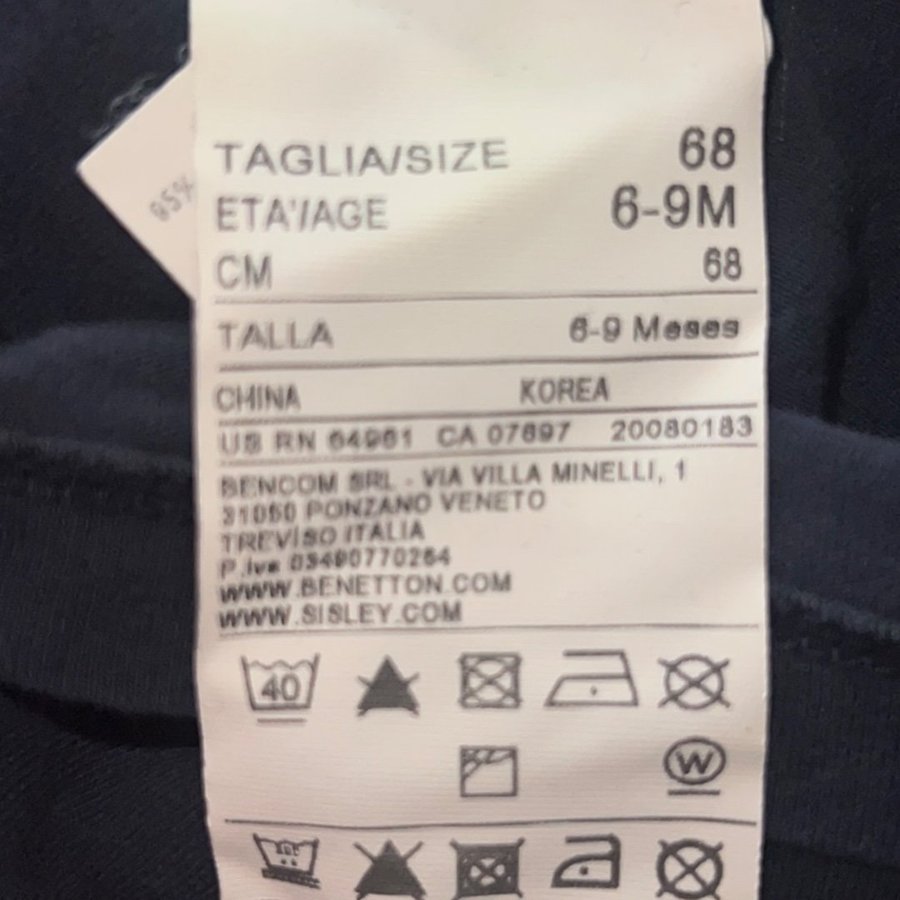 TAGLIA/SIZE 68
ETA'/AGE 6-9M
CM 68
TALLA 6-9 Meses
CHINA KOREA
US RN CA 07697 20080183
BENCOM SRL - VIA VILLA MINELLI, 1
31050 PONZANO VENETO
TREVISO ITALIA
P.iva 03490770264
WWW.BENETTON.COM
WWW.SISLEY.COM
40
W